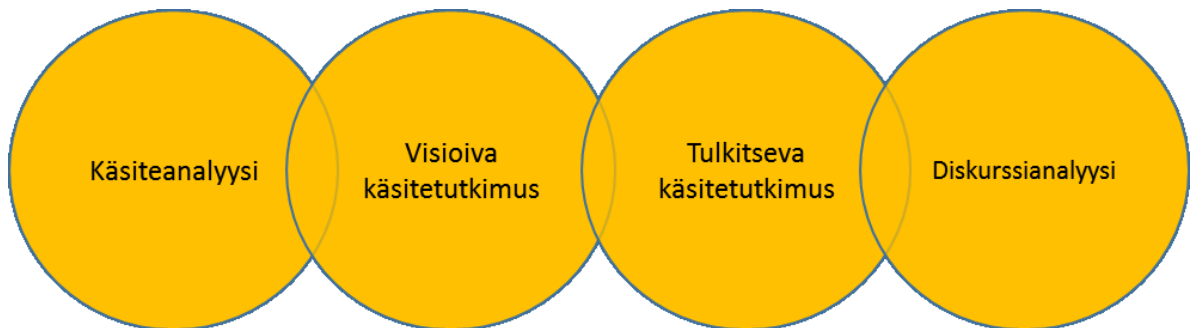 Käsiteanalyysi
Visioiva
käsitetutkimus
Tulkitseva
käsitetutkimus
Diskurssianalyysi